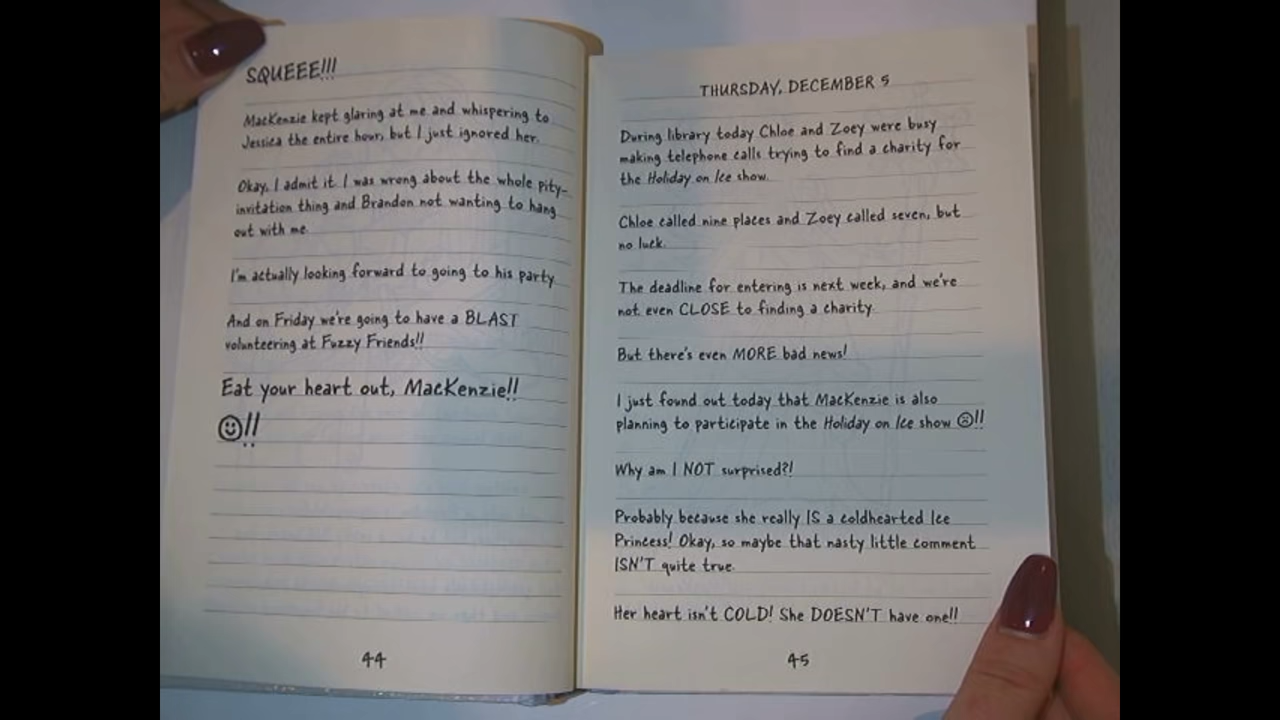 SQUEEE!!!
MacKenzie kept glaring at me and whispering to
Jessica the entire hour, but I just ignored her.
Okay, I admit it. I was wrong about the whole pity-
invitation thing and Brandon not wanting to hang
out with me.
I'm actually looking forward to going to his party.
And on Friday we're going to have a BLAST
volunteering at Fuzzy Friends!!
Eat your heart out, MacKenzie!!
☺!!
44
THURSDAY, DECEMBER 5
During library today Chloe and Zoey were busy
making telephone calls trying to find a charity for
the Holiday on Ice show.
Chloe called nine places and Zoey called seven, but
no luck.
The deadline for entering is next week, and we're
not even CLOSE to finding a charity.
But there's even MORE bad news!
I just found out today that MacKenzie is also
planning to participate in the Holiday on Ice show ☹!!
Why am I NOT surprised?!
Probably because she really IS a coldhearted Ice
Princess! Okay, so maybe that nasty little comment
ISN'T quite true.
Her heart isn't COLD! She DOESN'T have one!!
45